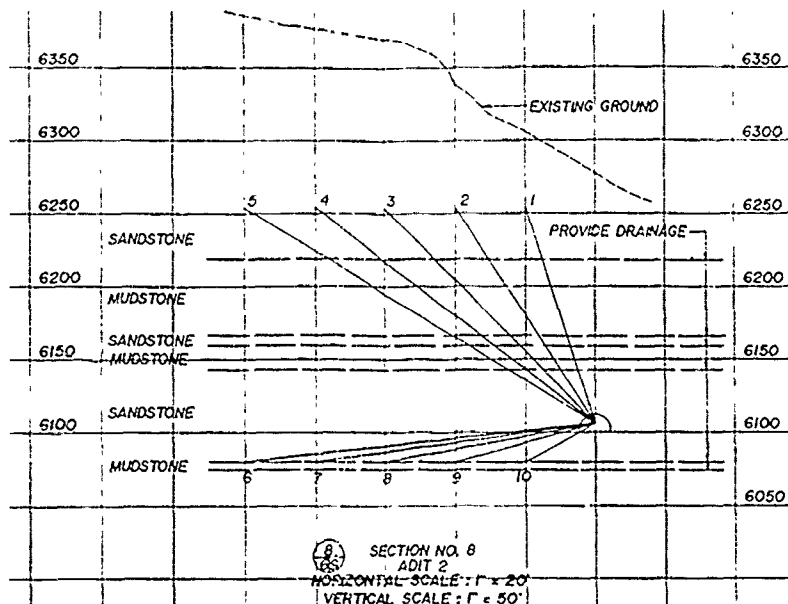 6350 6350
EXISTING GROUND
6300 6300
6250 5 4 3 2 1 6250
PROVIDE DRAINAGE
SANDSTONE
6200 6200
MUDSTONE
SANDSTONE
6150 MUDSTONE 6150
SANDSTONE
6100 6100
MUDSTONE
6 7 8 9 10
6050
8 SECTION NO. 8
ADIT 2
HORIZONTAL SCALE : 1" = 20'
VERTICAL SCALE : 1" = 50'